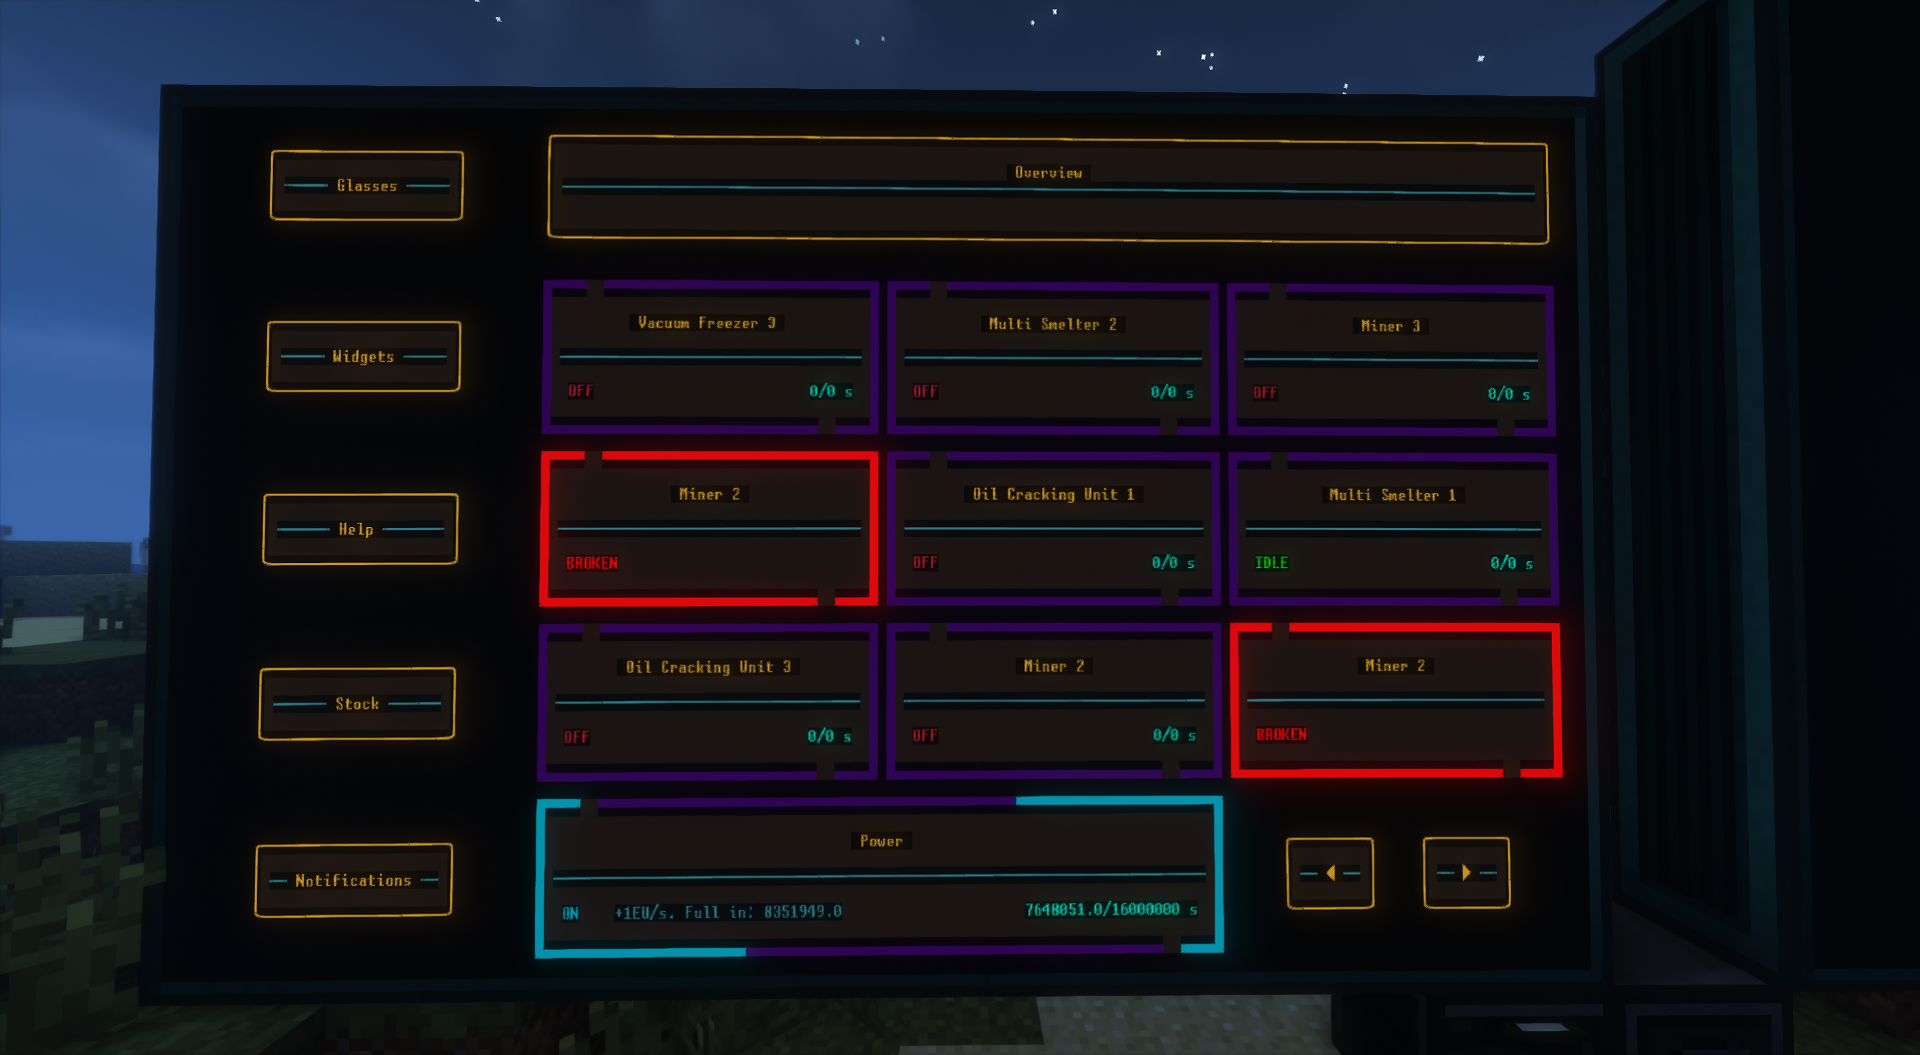 Glasses
Overview
Widgets
Vacuum Freezer 3
OFF 0/0 s
Multi Smelter 2
OFF 0/0 s
Miner 3
OFF 0/0 s
Help
Miner 2
BROKEN
Oil Cracking Unit 1
OFF 0/0 s
Multi Smelter 1
IDLE 0/0 s
Stock
Oil Cracking Unit 3
OFF 0/0 s
Miner 2
OFF 0/0 s
Miner 2
BROKEN
Notifications
Power
ON +1EU/s. Full in: 8351949.0 7648051.0/16000000 s